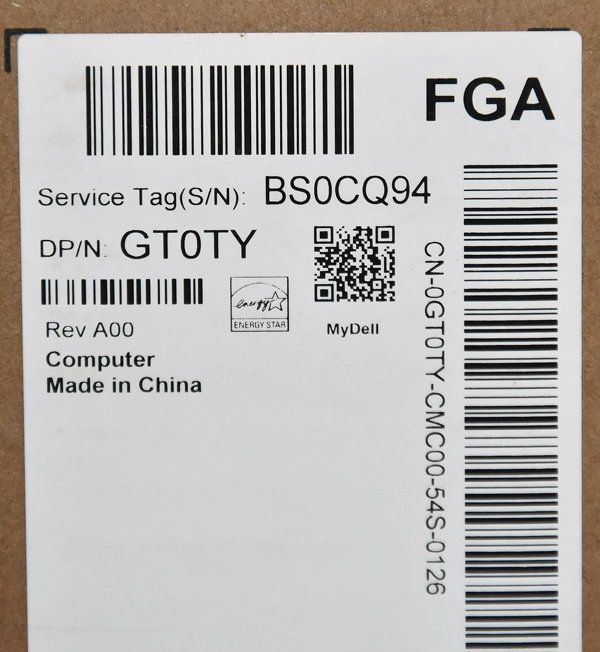 FGA
Service Tag(S/N): BS0CQ94
DP/N: GT0TY
energy
ENERGY STAR
MyDell
Rev A00
Computer
Made in China
CN-0GT0TY-CMC00-54S-0126